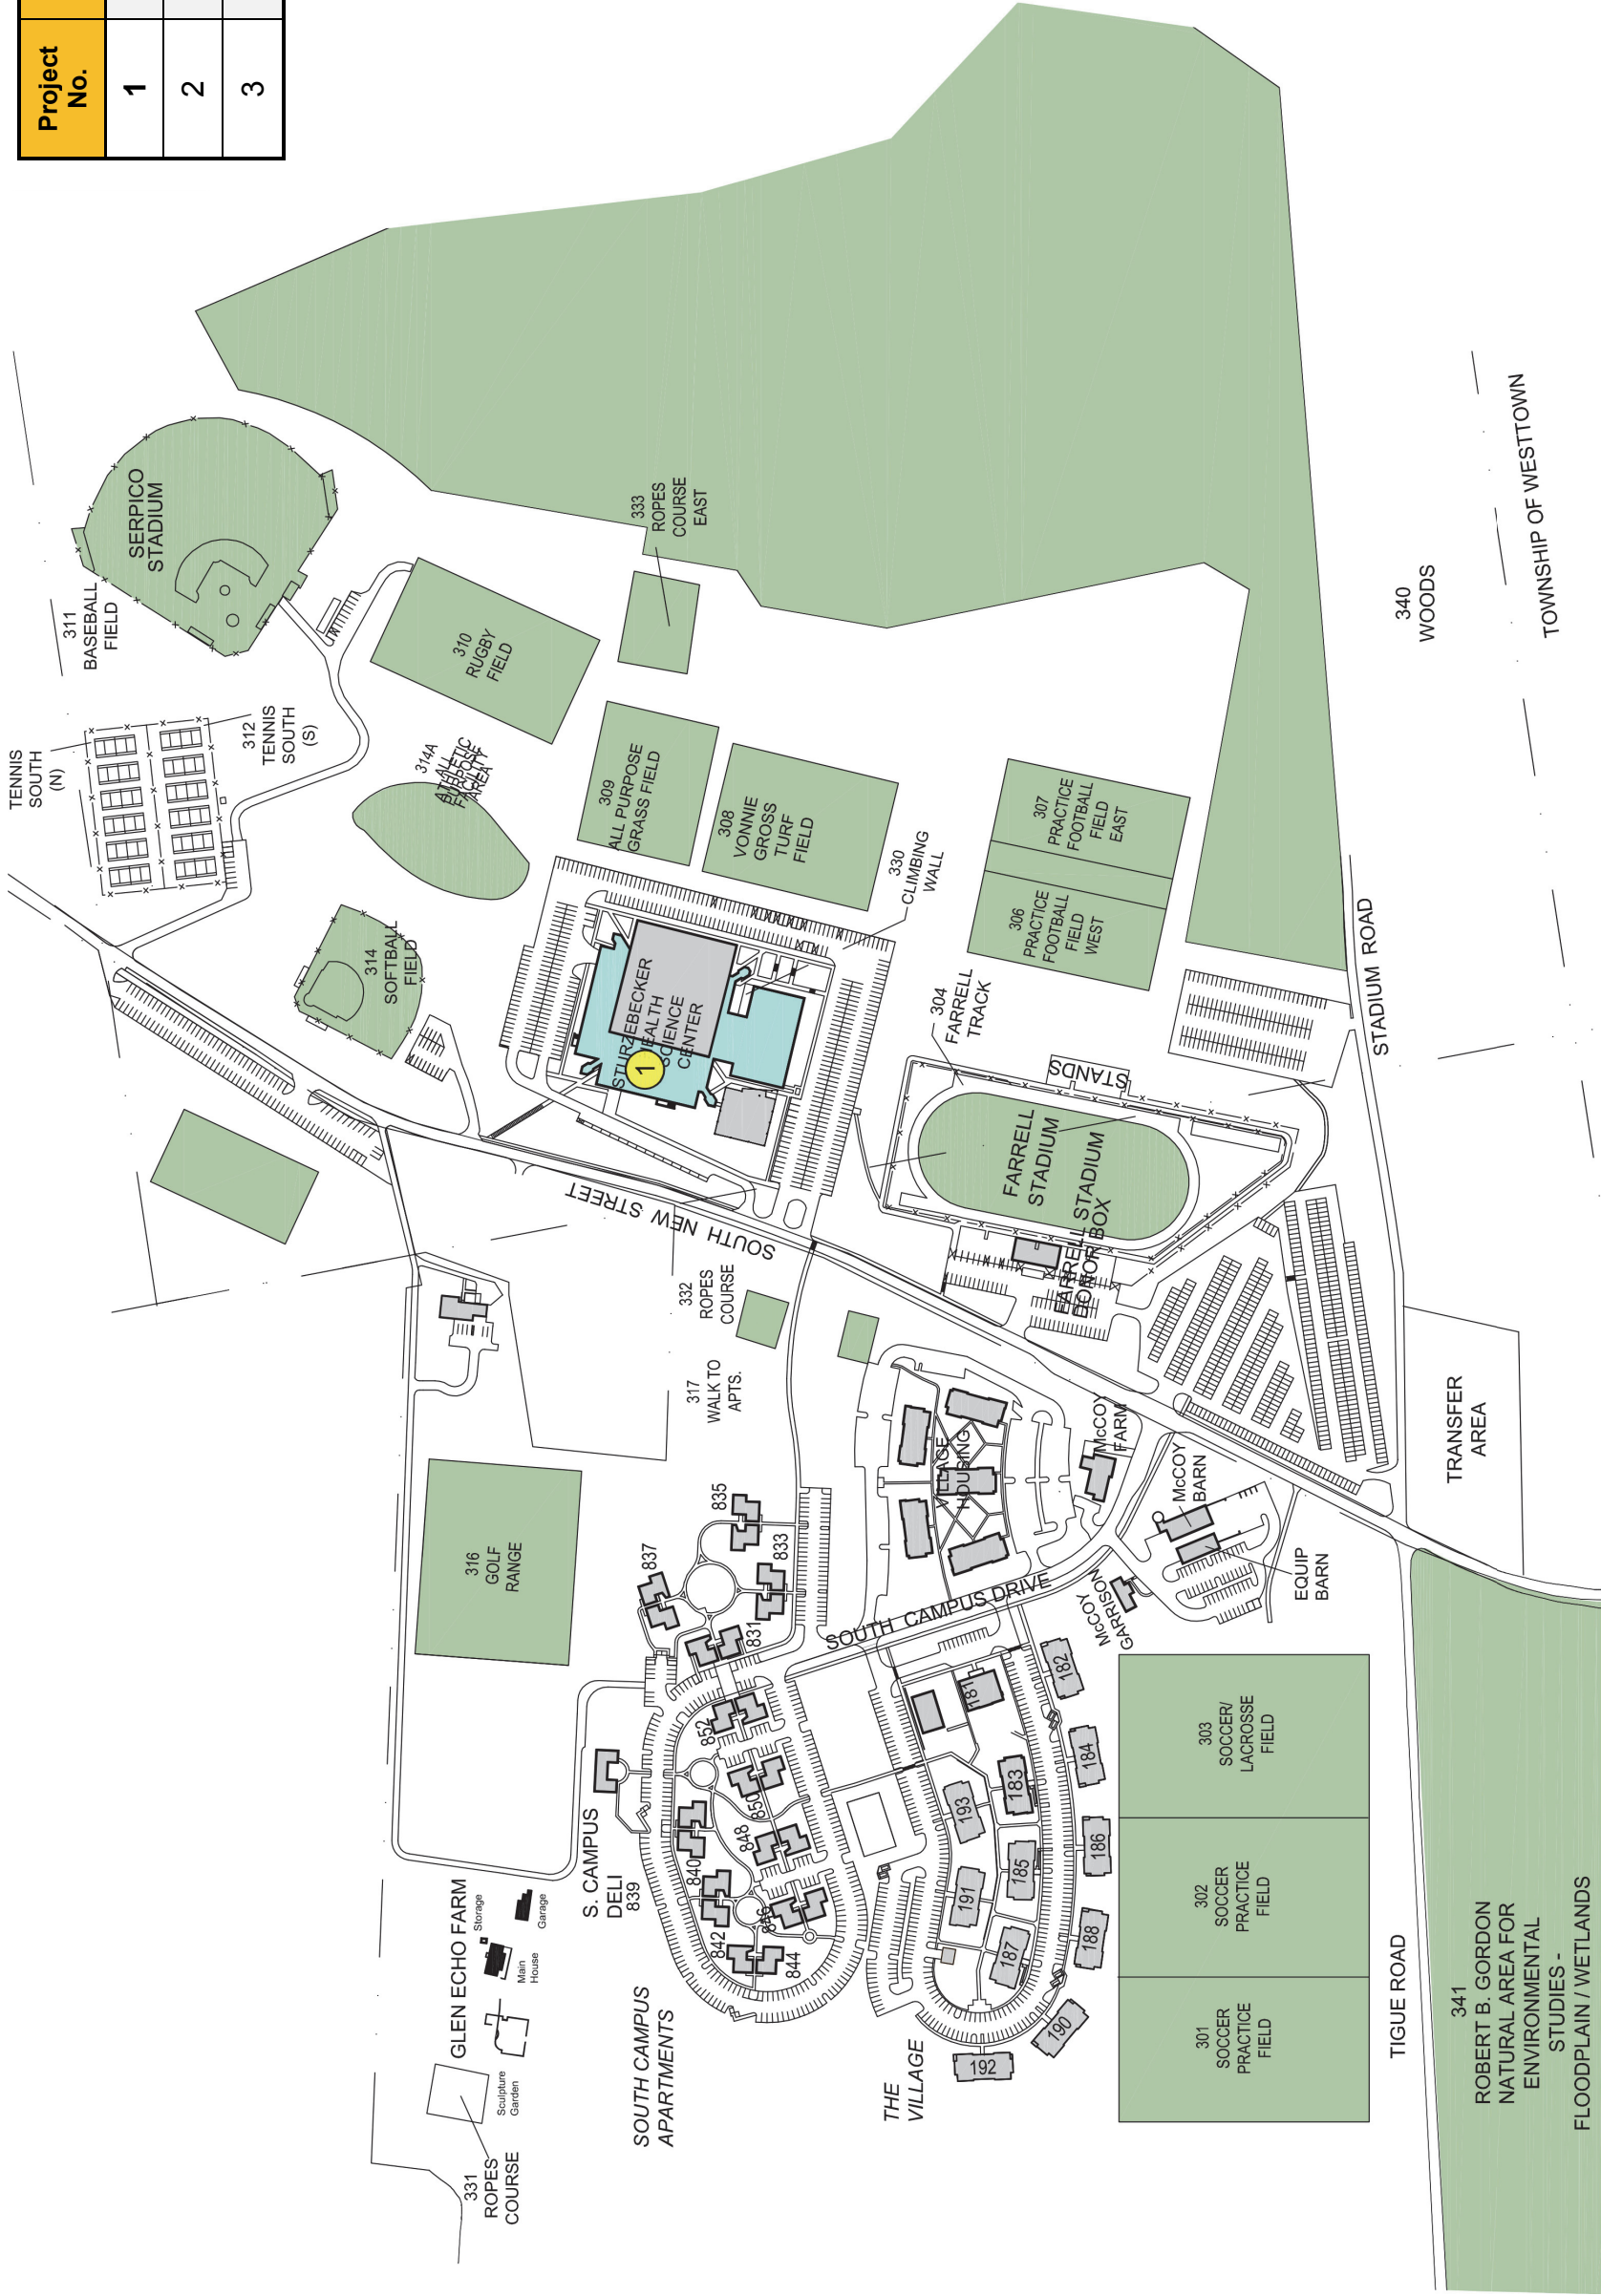 Project
No.
1
2
3
TENNIS
SOUTH
(N)
311
BASEBALL
FIELD
SERPICO
STADIUM
312
TENNIS
SOUTH
(S)
310
RUGBY
FIELD
333
ROPES
COURSE
EAST
314A
ALL
PURPOSE
AREA
ATHLETIC
FACILITY
314
SOFTBALL
FIELD
309
ALL PURPOSE
GRASS FIELD
308
VONNIE
GROSS
TURF
FIELD
330
CLIMBING
WALL
STURZEBECKER
HEALTH
SCIENCE
CENTER
1
307
PRACTICE
FOOTBALL
FIELD
EAST
306
PRACTICE
FOOTBALL
FIELD
WEST
340
WOODS
TOWNSHIP OF WESTTOWN
STADIUM ROAD
304
FARRELL
TRACK
STANDS
FARRELL
STADIUM
FARRELL STADIUM
DONOR BOX
SOUTH NEW STREET
332
ROPES
COURSE
317
WALK TO
APTS.
316
GOLF
RANGE
VILLAGE
HOUSING
McCOY
FARM
McCOY
BARN
EQUIP
BARN
McCOY
GARRISON
TRANSFER
AREA
SOUTH CAMPUS DRIVE
835
837
833
831
852
850
848
840
842
846
844
S. CAMPUS
DELI
839
GLEN ECHO FARM
Storage
Garage
Main
House
Sculpture
Garden
331
ROPES
COURSE
SOUTH CAMPUS
APARTMENTS
THE
VILLAGE
181
182
183
184
193
185
186
191
187
188
190
192
303
SOCCER/
LACROSSE
FIELD
302
SOCCER
PRACTICE
FIELD
301
SOCCER
PRACTICE
FIELD
TIGUE ROAD
341
ROBERT B. GORDON
NATURAL AREA FOR
ENVIRONMENTAL
STUDIES -
FLOODPLAIN / WETLANDS